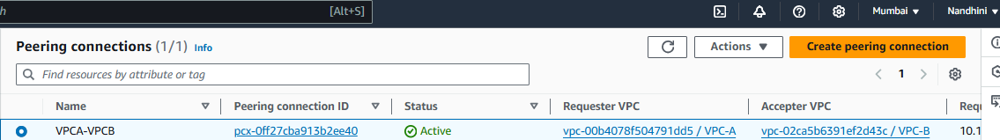 h [Alt+S] Mumbai Nandhini
Peering connections (1/1) Info Actions Create peering connection
Find resources by attribute or tag 1
Name Peering connection ID Status Requester VPC Accepter VPC Requ
VPCA-VPCB pcx-0ff27cba913b2ee40 Active vpc-00b4078f504791dd5 / VPC-A vpc-02ca5b6391ef2d43c / VPC-B 10.1